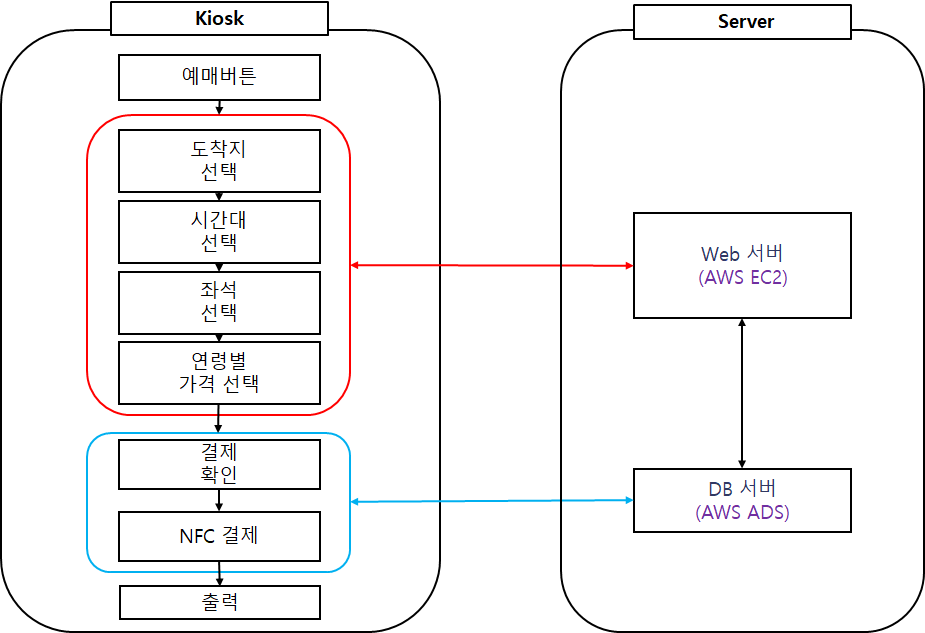 Kiosk
예매버튼
도착지
선택
시간대
선택
좌석
선택
연령별
가격 선택
결제
확인
NFC 결제
출력
Server
Web 서버
(AWS EC2)
DB 서버
(AWS ADS)